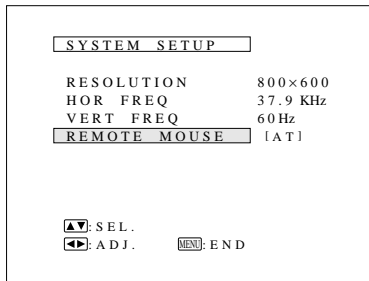 SYSTEM SETUP
RESOLUTION 800×600
HOR FREQ 37.9 KHz
VERT FREQ 60Hz
REMOTE MOUSE [AT]
▲▼:SEL.
◀▶:ADJ. MENU:END